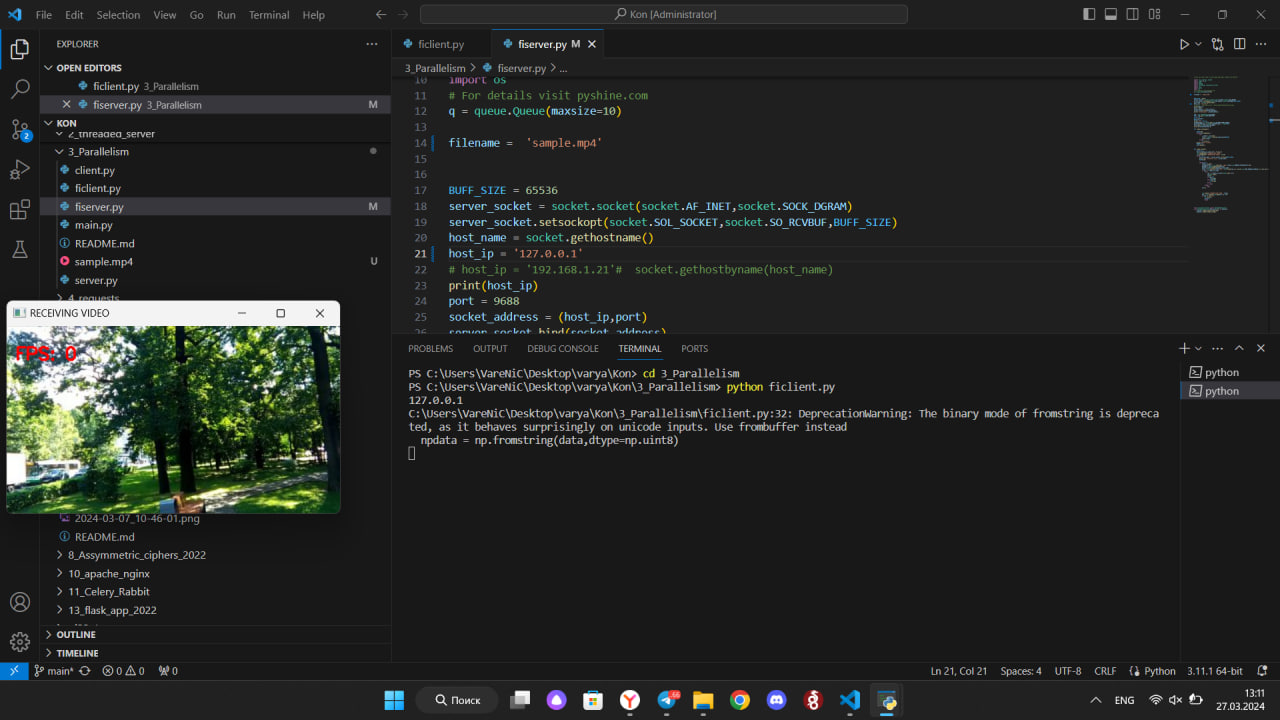 File Edit Selection View Go Run Terminal Help
Kon [Administrator]
EXPLORER
OPEN EDITORS
ficlient.py 3_Parallelism
fiserver.py 3_Parallelism M
KON
2_threaded_server
3_Parallelism
client.py
ficlient.py
fiserver.py M
main.py
README.md
sample.mp4 U
server.py
4_requests
2
RECEIVING VIDEO
FPS: 0
2024-03-07_10-46-01.png
README.md
8_Assymmetric_ciphers_2022
10_apache_nginx
11_Celery_Rabbit
13_flask_app_2022
OUTLINE
TIMELINE
ficlient.py
fiserver.py M
3_Parallelism > fiserver.py > ...
10 import os
11 # For details visit pyshine.com
12 q = queue.Queue(maxsize=10)
13
14 filename =  'sample.mp4'
15
16
17 BUFF_SIZE = 65536
18 server_socket = socket.socket(socket.AF_INET,socket.SOCK_DGRAM)
19 server_socket.setsockopt(socket.SOL_SOCKET,socket.SO_RCVBUF,BUFF_SIZE)
20 host_name = socket.gethostname()
21 host_ip = '127.0.0.1'
22 # host_ip = '192.168.1.21'#  socket.gethostbyname(host_name)
23 print(host_ip)
24 port = 9688
25 socket_address = (host_ip,port)
26 server_socket.bind(socket_address)
PROBLEMS OUTPUT DEBUG CONSOLE TERMINAL PORTS
PS C:\Users\VareNiC\Desktop\varya\Kon> cd 3_Parallelism
PS C:\Users\VareNiC\Desktop\varya\Kon\3_Parallelism> python ficlient.py
127.0.0.1
C:\Users\VareNiC\Desktop\varya\Kon\3_Parallelism\ficlient.py:32: DeprecationWarning: The binary mode of fromstring is depreca
ted, as it behaves surprisingly on unicode inputs. Use frombuffer instead
  npdata = np.fromstring(data,dtype=np.uint8)
python
python
main* 0 0 0
Ln 21, Col 21 Spaces: 4 UTF-8 CRLF Python 3.11.1 64-bit
Поиск
66
ENG
13:11
27.03.2024